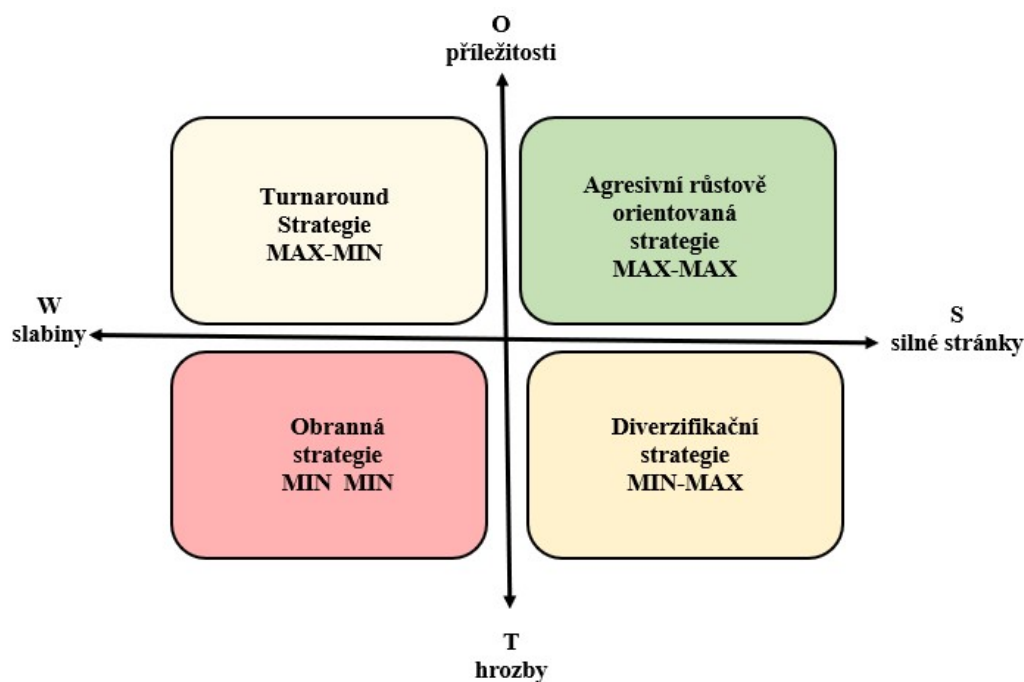 O
příležitosti
Turnaround
Strategie
MAX-MIN
Agresivní růstově
orientovaná
strategie
MAX-MAX
W
slabiny
S
silné stránky
Obranná
strategie
MIN  MIN
Diverzifikační
strategie
MIN-MAX
T
hrozby